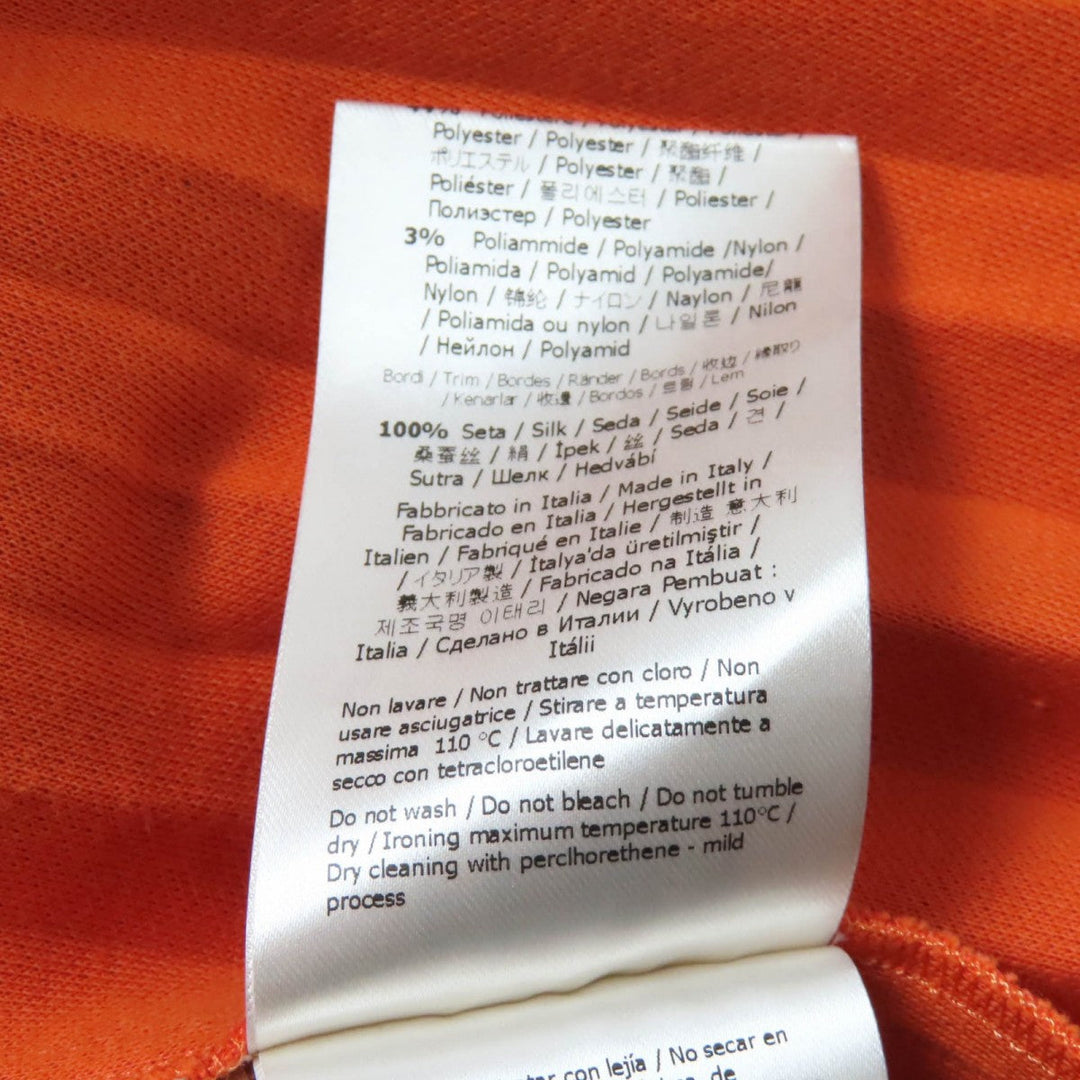 Polyester / Polyester / 聚酯纤维 /
ポリエステル / Polyester / 聚酯 /
Poliéster / 폴리에스터 / Poliester /
Полиэстер / Polyester
3% Poliammide / Polyamide /Nylon /
Poliamida / Polyamid / Polyamide/
Nylon / 锦纶 / ナイロン / Naylon / 尼龍
/ Poliamida ou nylon / 나일론 / Nilon
/ Нейлон / Polyamid
Bordi / Trim / Bordes / Ränder / Bords / 收边 / 縁取り
/ Kenarlar / 收邊 / Bordos / 트림 / Lem
100% Seta / Silk / Seda / Seide / Soie /
桑蚕丝 / 絹 / İpek / 丝 / Seda / 견 /
Sutra / Шелк / Hedvábí
Fabbricato in Italia / Made in Italy /
Fabricado en Italia / Hergestellt in
Italien / Fabriqué en Italie / 制造 意大利
/ イタリア製 / İtalya'da üretilmiştir /
義大利製造 / Fabricado na Itália /
제조국명 이태리 / Negara Pembuat :
Italia / Сделано в Италии / Vyrobeno v
Itálii
Non lavare / Non trattare con cloro / Non
usare asciugatrice / Stirare a temperatura
massima 110 °C / Lavare delicatamente a
secco con tetracloroetilene
Do not wash / Do not bleach / Do not tumble
dry / Ironing maximum temperature 110°C /
Dry cleaning with perclhorethene - mild
process
con lejía / No secar en
de